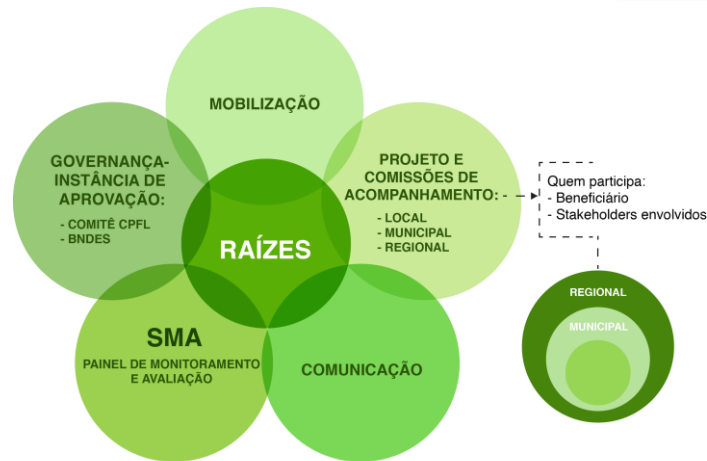 MOBILIZAÇÃO
GOVERNANÇA-
INSTÂNCIA DE
APROVAÇÃO:
- COMITÊ CPFL
- BNDES
PROJETO E
COMISSÕES DE
ACOMPANHAMENTO:
- LOCAL
- MUNICIPAL
- REGIONAL
Quem participa:
- Beneficiário
- Stakeholders envolvidos
RAÍZES
REGIONAL
MUNICIPAL
SMA
PAINEL DE MONITORAMENTO
E AVALIAÇÃO
COMUNICAÇÃO